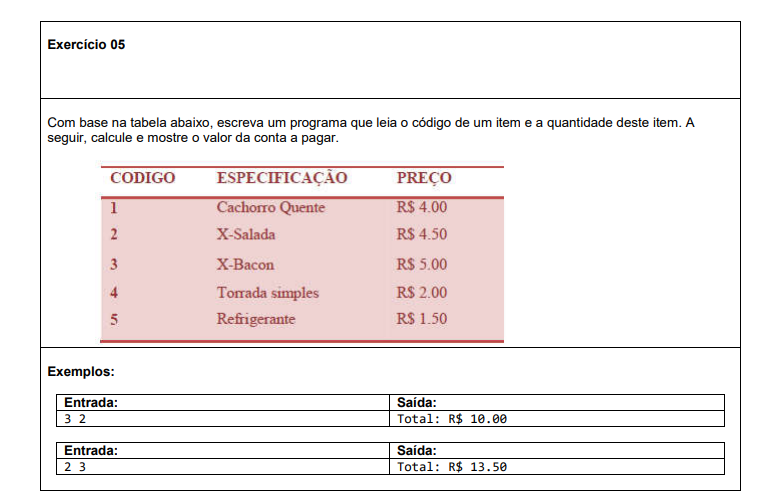 Exercício 05
Com base na tabela abaixo, escreva um programa que leia o código de um item e a quantidade deste item. A
seguir, calcule e mostre o valor da conta a pagar.
CODIGO ESPECIFICAÇÃO PREÇO
1 Cachorro Quente R$ 4.00
2 X-Salada R$ 4.50
3 X-Bacon R$ 5.00
4 Torrada simples R$ 2.00
5 Refrigerante R$ 1.50
Exemplos:
Entrada: Saída:
3 2 Total: R$ 10.00
Entrada: Saída:
2 3 Total: R$ 13.50